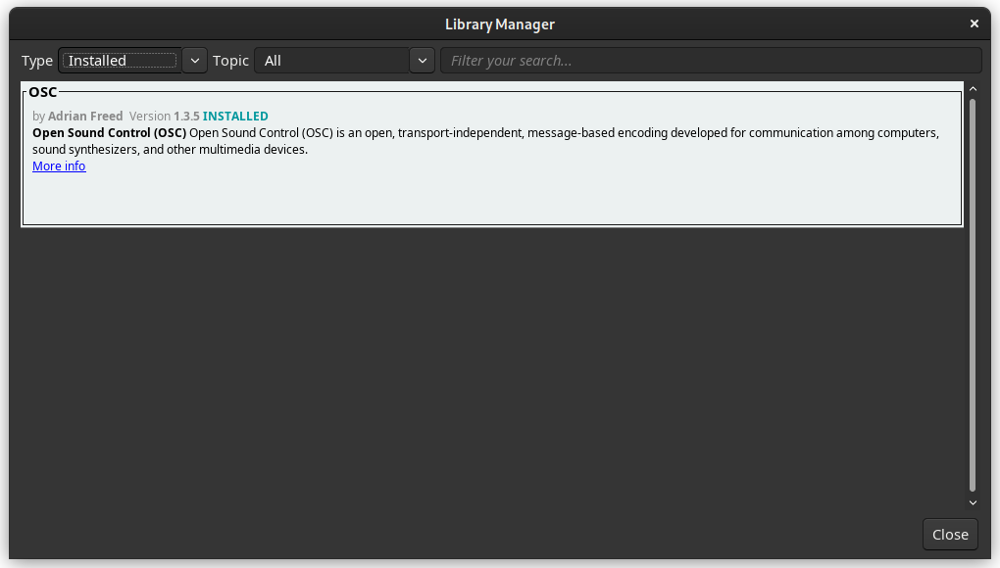 Library Manager
Type Installed Topic All Filter your search...
OSC
by Adrian Freed Version 1.3.5 INSTALLED
Open Sound Control (OSC) Open Sound Control (OSC) is an open, transport-independent, message-based encoding developed for communication among computers,
sound synthesizers, and other multimedia devices.
More info
Close